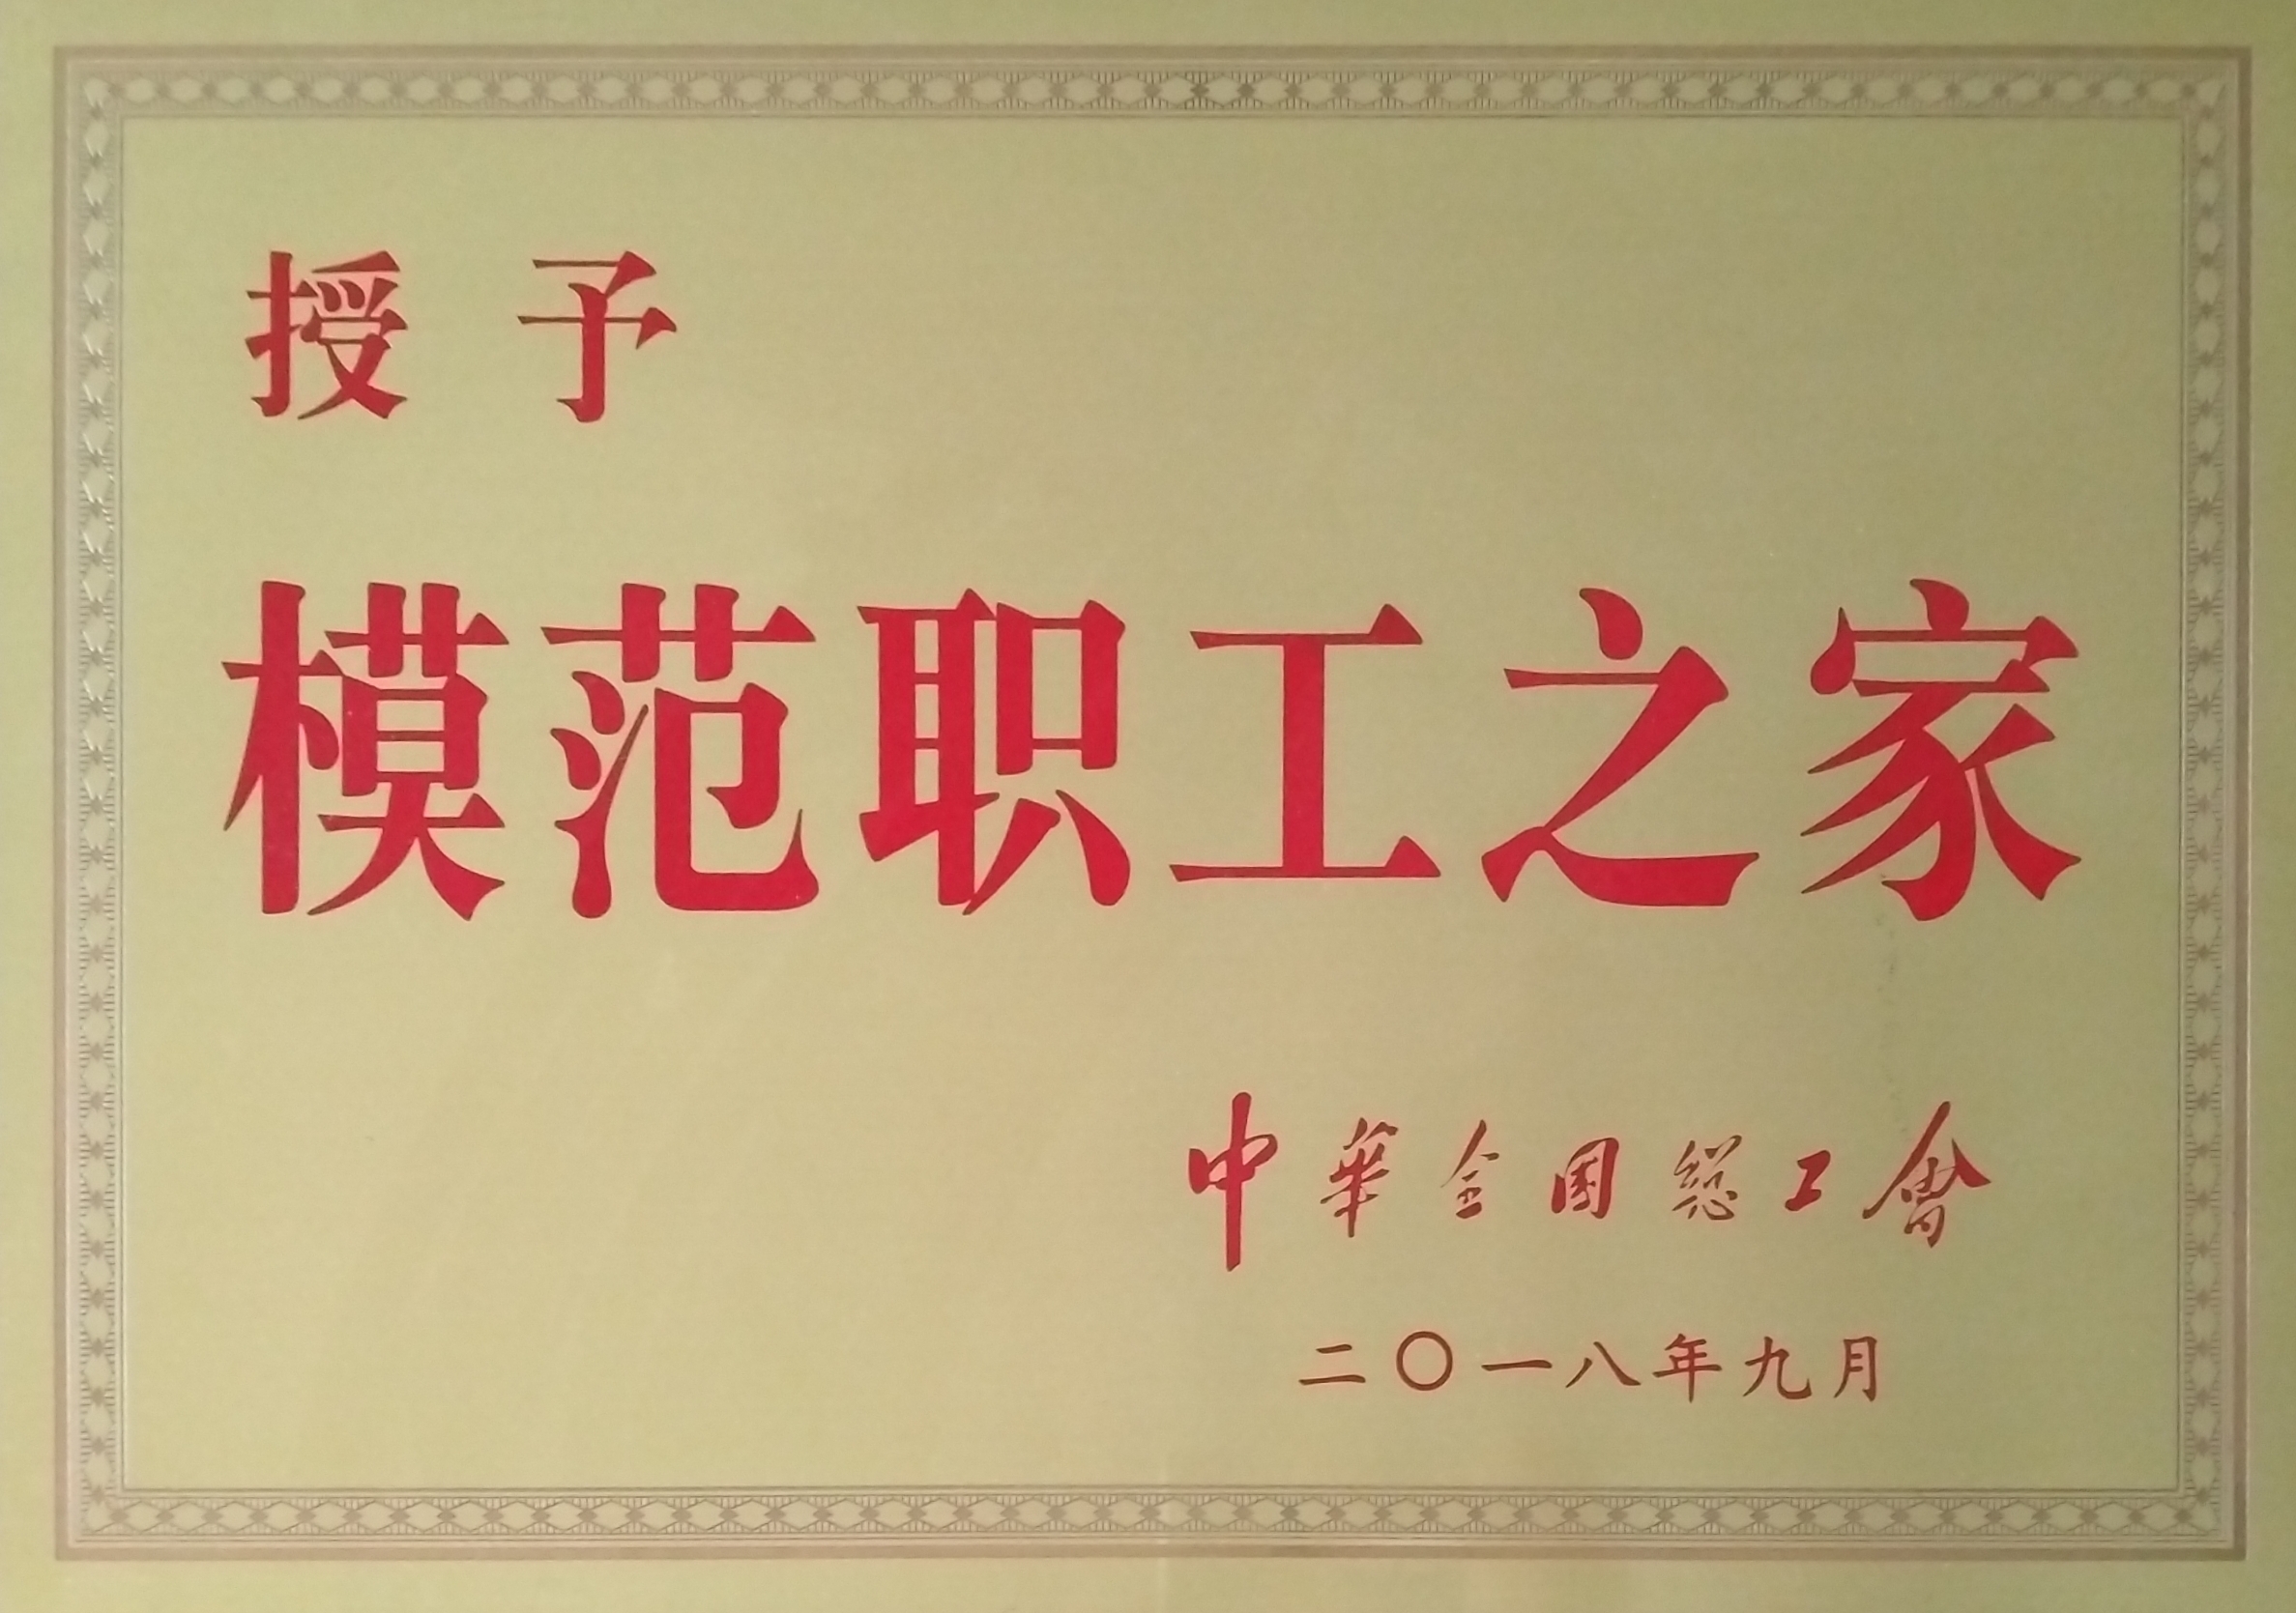 授予
模范职工之家
中華全国総工會
二〇一八年九月